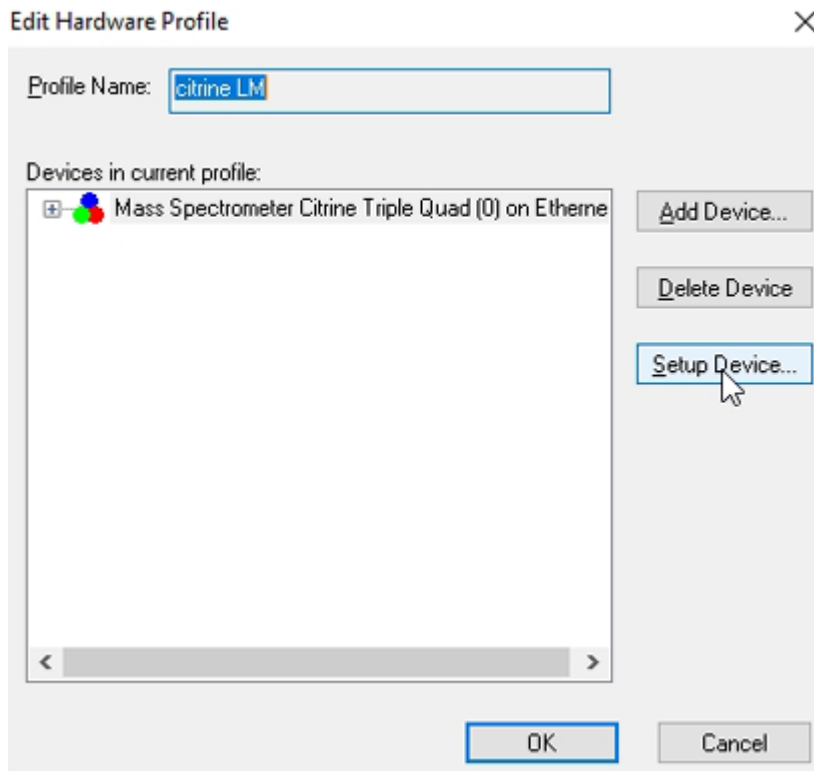 Edit Hardware Profile
Profile Name: citrine LM
Devices in current profile:
Mass Spectrometer Citrine Triple Quad (0) on Etherne
Add Device...
Delete Device
Setup Device...
OK
Cancel